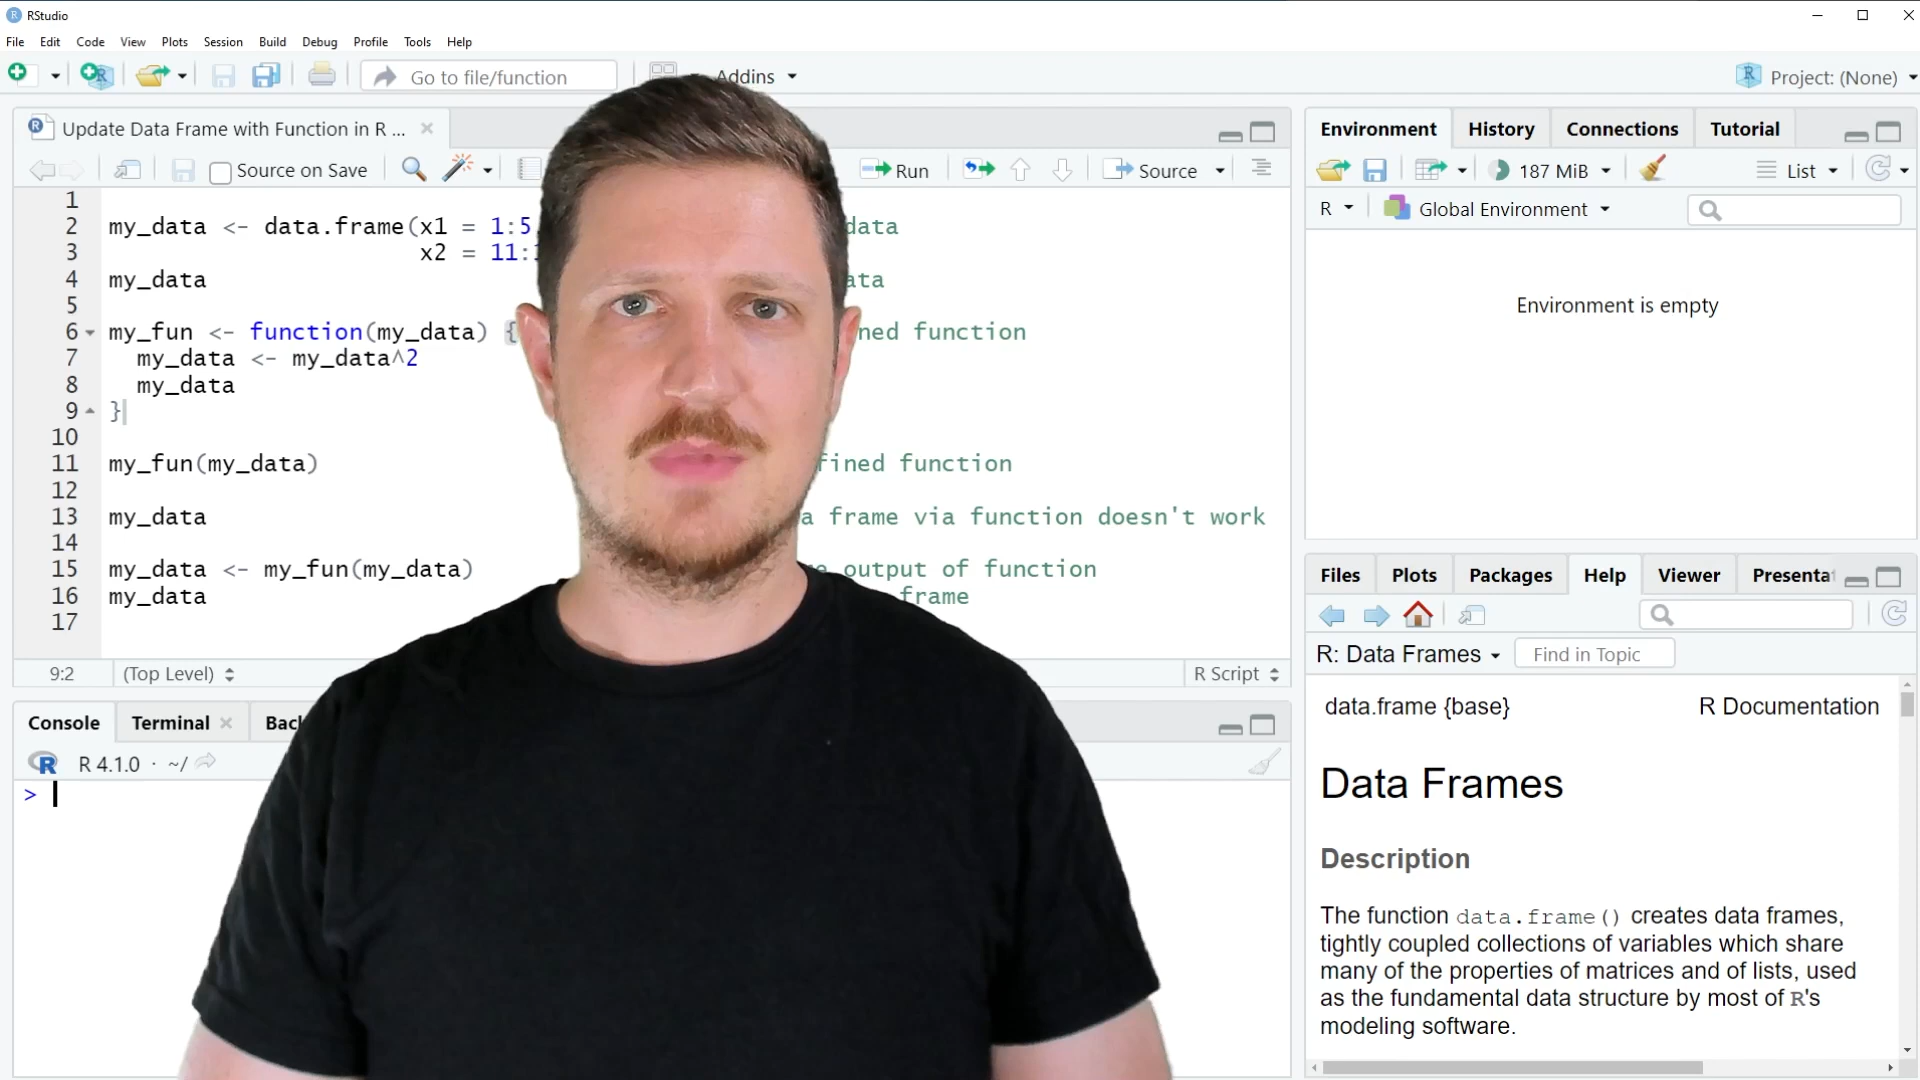 RStudio
File Edit Code View Plots Session Build Debug Profile Tools Help
Go to file/function Addins Project: (None)
Update Data Frame with Function in R ...
Source on Save Run Source
1
2 my_data <- data.frame(x1 = 1:5 data
3 x2 = 11:
4 my_data
5
6 my_fun <- function(my_data) { function
7 my_data <- my_data^2
8 my_data
9 }
10
11 my_fun(my_data) function
12
13 my_data frame via function doesn't work
14
15 my_data <- my_fun(my_data) output of function
16 my_data frame
17
9:2 (Top Level) R Script
Console Terminal
R 4.1.0 · ~/
>
Environment History Connections Tutorial
187 MiB List
R Global Environment
Environment is empty
Files Plots Packages Help Viewer
R: Data Frames Find in Topic
data.frame {base} R Documentation
Data Frames
Description
The function data.frame() creates data frames,
tightly coupled collections of variables which share
many of the properties of matrices and of lists, used
as the fundamental data structure by most of R's
modeling software.